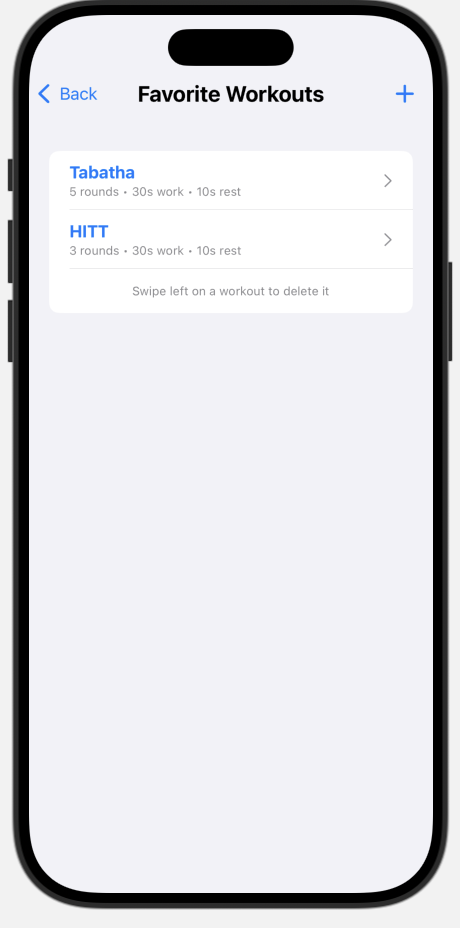 Back
Favorite Workouts
Tabatha
5 rounds • 30s work • 10s rest
HITT
3 rounds • 30s work • 10s rest
Swipe left on a workout to delete it